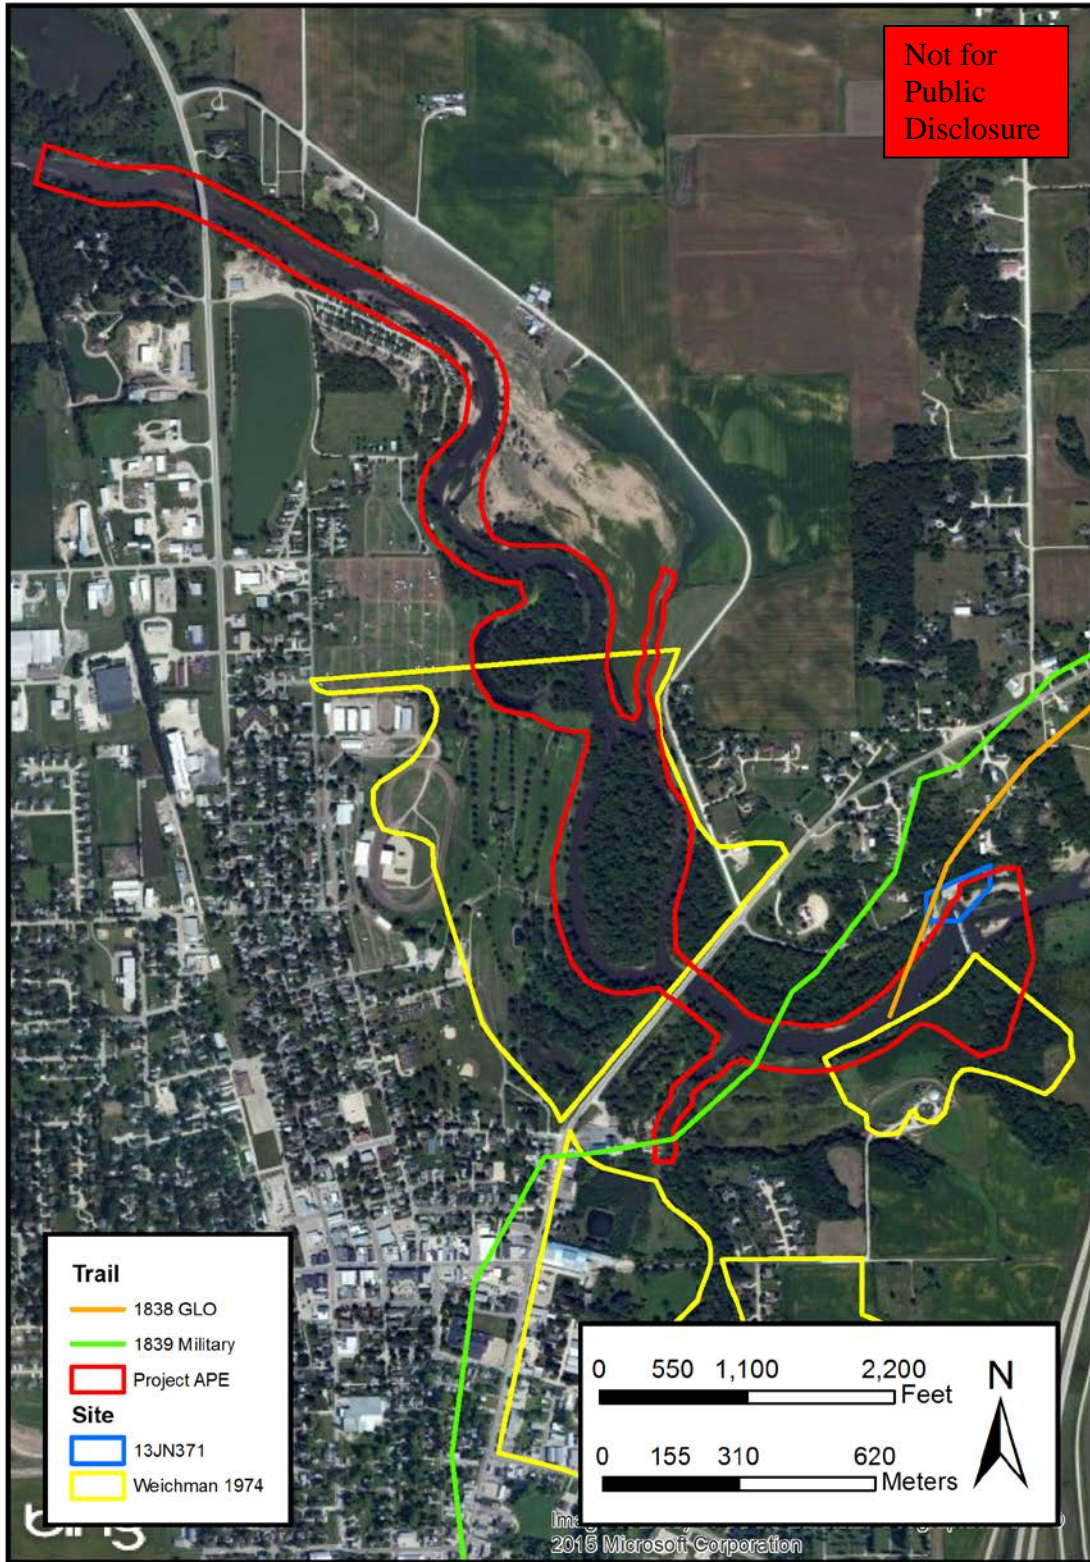 Not for
Public
Disclosure
Trail
1838 GLO
1839 Military
Project APE
Site
13JN371
Weichman 1974
0 550 1,100 2,200
Feet
N
0 155 310 620
Meters
bing
2015 Microsoft Corporation